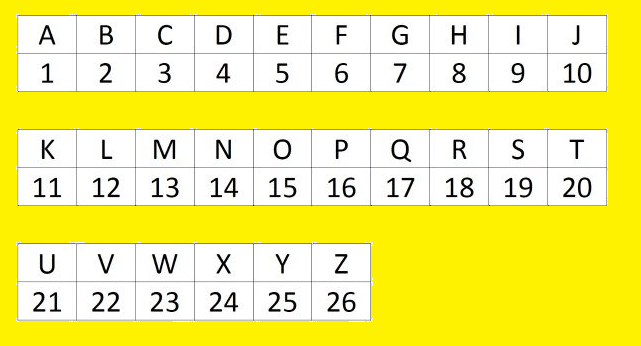 A B C D E F G H I J
1 2 3 4 5 6 7 8 9 10
K L M N O P Q R S T
11 12 13 14 15 16 17 18 19 20
U V W X Y Z
21 22 23 24 25 26